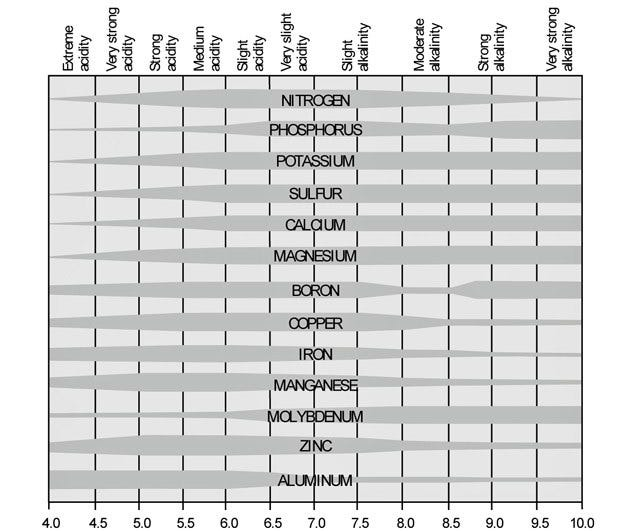 Extreme
acidity
Very strong
acidity
Strong
acidity
Medium
acidity
Slight
acidity
Very slight
acidity
Slight
alkalinity
Moderate
alkalinity
Strong
alkalinity
Very strong
alkalinity
NITROGEN
PHOSPHORUS
POTASSIUM
SULFUR
CALCIUM
MAGNESIUM
BORON
COPPER
IRON
MANGANESE
MOLYBDENUM
ZINC
ALUMINUM
4.0 4.5 5.0 5.5 6.0 6.5 7.0 7.5 8.0 8.5 9.0 9.5 10.0